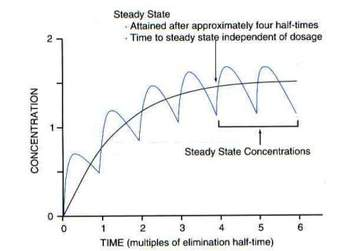 Steady State
- Attained after approximately four half-times
- Time to steady state independent of dosage
2
1
0
CONCENTRATION
Steady State Concentrations
0 1 2 3 4 5 6
TIME (multiples of elimination half-time)